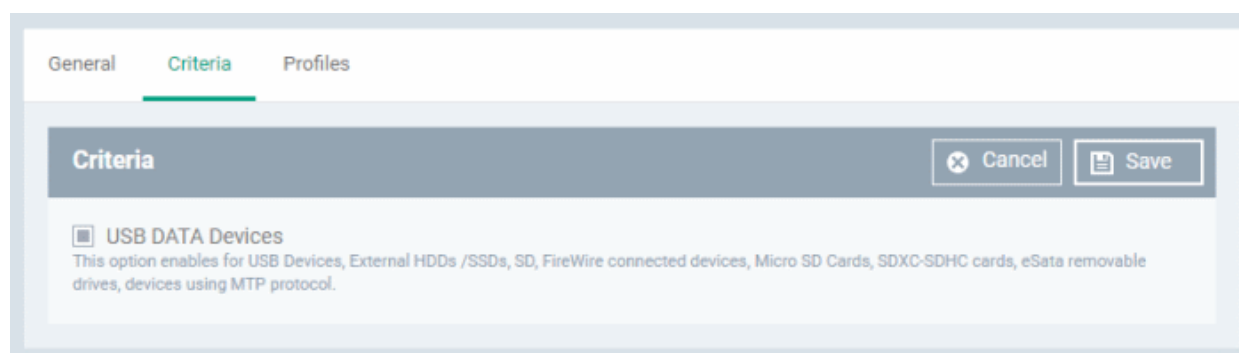 General Criteria Profiles
Criteria Cancel Save
USB DATA Devices
This option enables for USB Devices, External HDDs /SSDs, SD, FireWire connected devices, Micro SD Cards, SDXC-SDHC cards, eSata removable
drives, devices using MTP protocol.